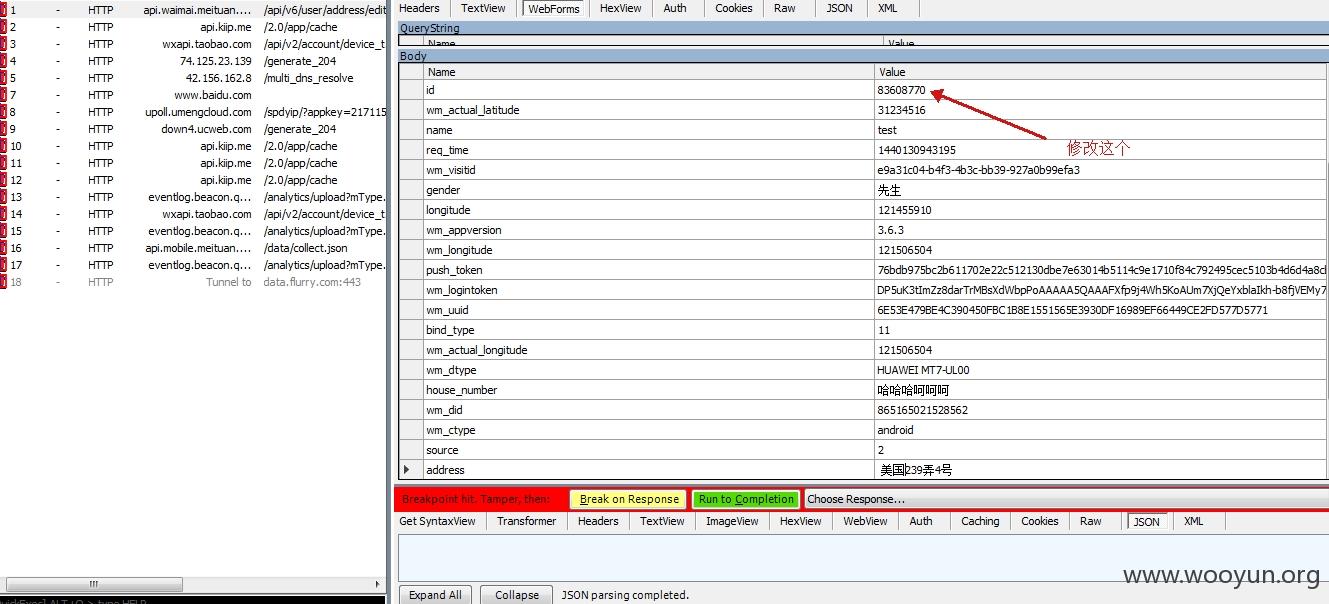 1 - HTTP api.waimai.meituan.... /api/v6/user/address/edit
2 - HTTP api.kiip.me /2.0/app/cache
3 - HTTP wxapi.taobao.com /api/v2/account/device_t
4 - HTTP 74.125.23.139 /generate_204
5 - HTTP 42.156.162.8 /multi_dns_resolve
7 - HTTP www.baidu.com
8 - HTTP upoll.umengcloud.com /spdyip/?appkey=217115
9 - HTTP down4.ucweb.com /generate_204
10 - HTTP api.kiip.me /2.0/app/cache
11 - HTTP api.kiip.me /2.0/app/cache
12 - HTTP api.kiip.me /2.0/app/cache
13 - HTTP eventlog.beacon.q... /analytics/upload?mType.
14 - HTTP wxapi.taobao.com /api/v2/account/device_t
15 - HTTP eventlog.beacon.q... /analytics/upload?mType.
16 - HTTP api.mobile.meituan.... /data/collect.json
17 - HTTP eventlog.beacon.q... /analytics/upload?mType.
18 - HTTP Tunnel to data.flurry.com:443
Headers TextView WebForms HexView Auth Cookies Raw JSON XML
QueryString
Name Value
Body
Name Value
id 83608770
wm_actual_latitude 31234516
name test
req_time 1440130943195
修改这个
wm_visitid e9a31c04-b4f3-4b3c-bb39-927a0b99efa3
gender 先生
longitude 121455910
wm_appversion 3.6.3
wm_longitude 121506504
push_token 76bdb975bc2b611702e22c512130dbe7e63014b5114c9e1710f84c792495cec5103b4d6d4a8cl
wm_logintoken DP5uK3tImZz8darTrMBsXdWbpPoAAAAA5QAAAFXfp9j4Wh5KoAUm7XjQeYxblaIkh-b8fjVEMy7
wm_uuid 6E53E479BE4C390450FBC1B8E1551565E3930DF16989EF66449CE2FD577D5771
bind_type 11
wm_actual_longitude 121506504
wm_dtype HUAWEI MT7-UL00
house_number 哈哈哈呵呵呵
wm_did 865165021528562
wm_ctype android
source 2
address 美国239弄4号
Breakpoint hit. Tamper, then: Break on Response Run to Completion Choose Response...
Get SyntaxView Transformer Headers TextView ImageView HexView WebView Auth Caching Cookies Raw JSON XML
www.wooyun.org
Expand All Collapse JSON parsing completed.